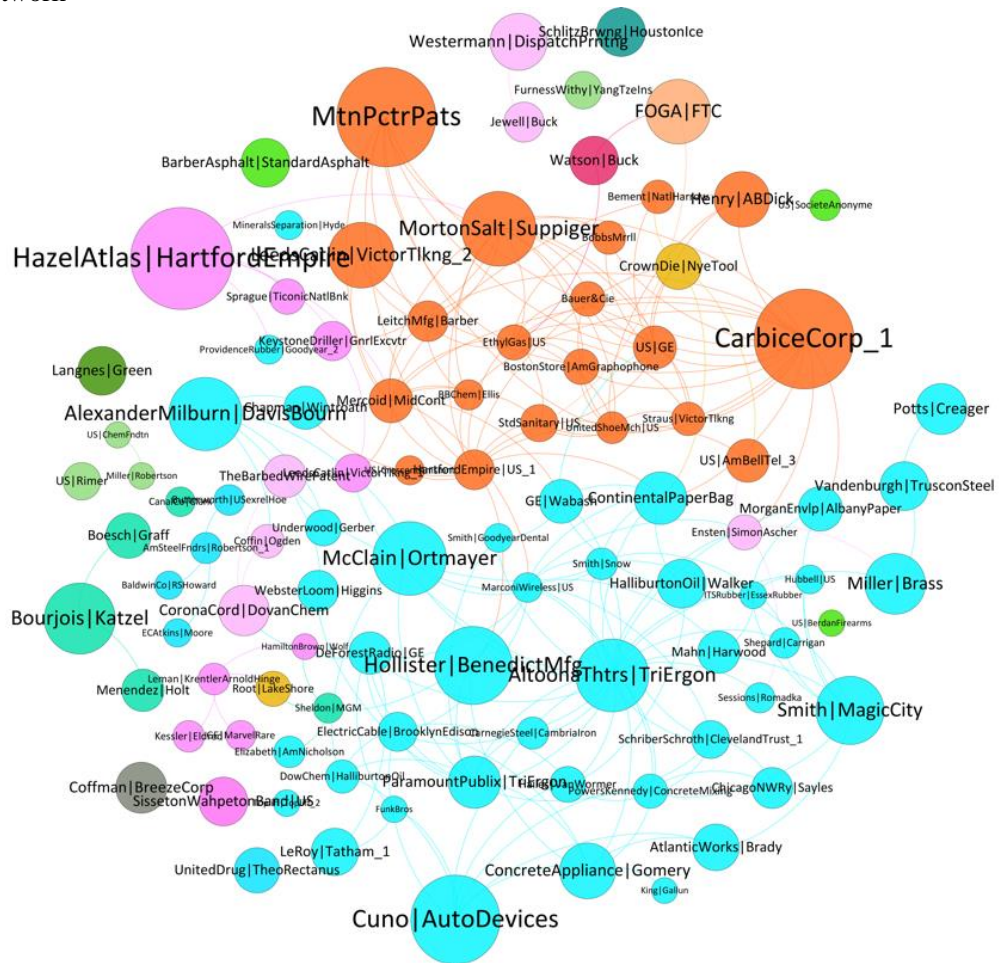 SchlitzBrwng|HoustonIce
Westermann|DispatchPrntng
FurnessWithy|YangTzeIns
MtnPctrPats
FOGA|FTC
Jewell|Buck
BarberAsphalt|StandardAsphalt
Watson|Buck
Henry|ABDick
MineralsSeparation|Hyde
MortonSalt|Suppiger
BobbsMrrll
HazelAtlas|HartfordEmpire
CrownDie|NyeTool
Sprague|TiconicNatlBnk
Bauer&Cie
LeitchMfg|Barber
CarbiceCorp_1
KeystoneDriller|GnrlExcvtr
EthylGas|US
US|GE
ProvidenceRubber|Goodyear_2
BostonStore|AmGraphophone
Langnes|Green
BBChem|Ellis
Mercoid|MidCont
AlexanderMilburn|DavisBourn
Potts|Creager
StdSanitary|US
Straus|VictorTlkng
UnitedShoeMch|US
US|ChemFndtn
US|AmBellTel_3
HartfordEmpire|US_1
US|Rimer
Miller|Robertson
TheBarbedWirePatent
Vandenburgh|TrusconSteel
GE|Wabash
ContinentalPaperBag
MorganEnvlp|AlbanyPaper
Boesch|Graff
Underwood|Gerber
Coffin|Ogden
Smith|GoodyearDental
Ensten|SimonAscher
AmSteelFndrs|Robertson_1
McClain|Ortmayer
Smith|Snow
BaldwinCo|RSHoward
WebsterLoom|Higgins
MarconiWireless|US
HalliburtonOil|Walker
Hubbell|US
Miller|Brass
ITSRubber|EssexRubber
Bourjois|Katzel
CoronaCord|DovanChem
US|BerdanFirearms
ECAtkins|Moore
HamiltonBrown|Wolf
Shepard|Carrigan
DeForestRadio|GE
Mahn|Harwood
Hollister|BenedictMfg
AltoonaThtrs|TriErgon
Leman|KrentlerArnoldHinge
Menendez|Holt
Root|LakeShore
Sessions|Romadka
Sheldon|MGM
Smith|MagicCity
ElectricCable|BrooklynEdison
CarnegieSteel|CambriaIron
SchriberSchroth|ClevelandTrust_1
Elizabeth|AmNicholson
DowChem|HalliburtonOil
ParamountPublix|TriErgon
Coffman|BreezeCorp
PowersKennedy|ConcreteMixing
ChicagoNWRy|Sayles
SissetonWahpetonBand|US
FunkBros
AtlanticWorks|Brady
LeRoy|Tatham_1
UnitedDrug|TheoRectanus
ConcreteAppliance|Gomery
King|Gallun
Cuno|AutoDevices